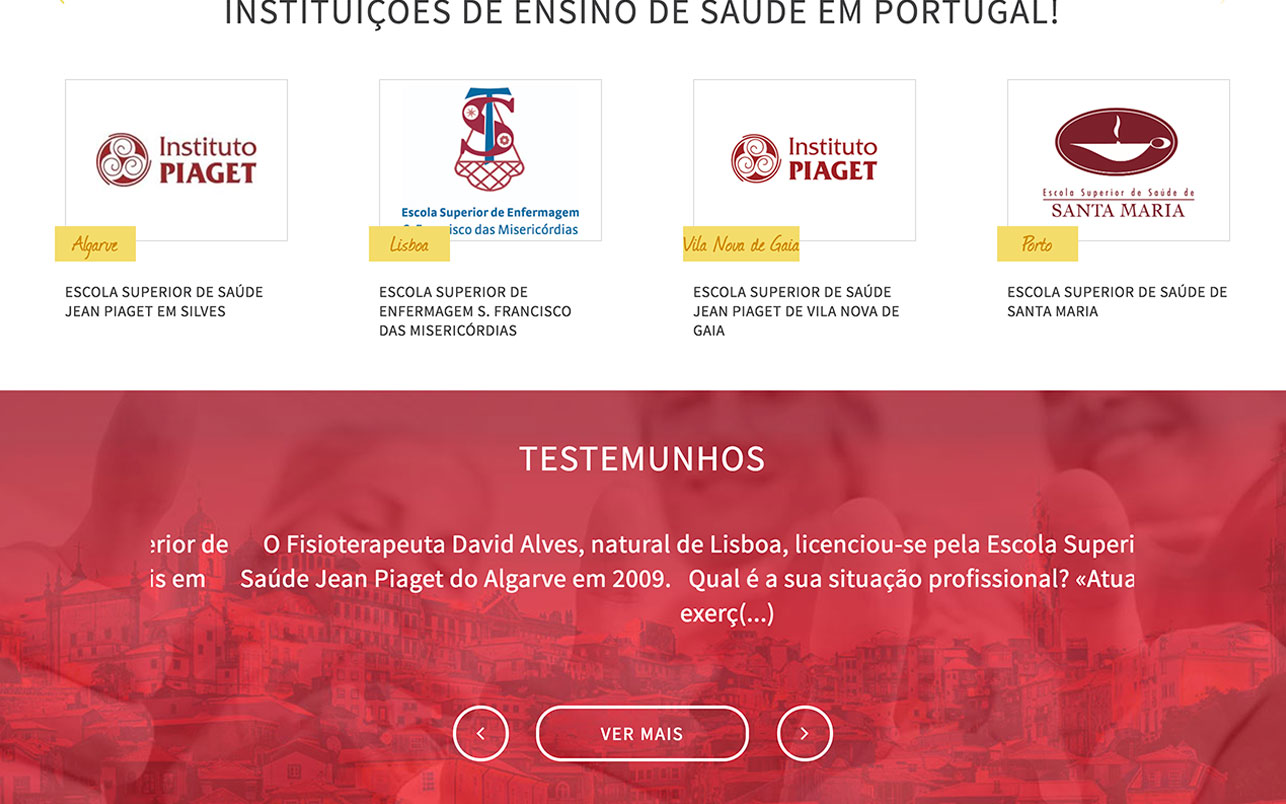 INSTITUIÇÕES DE ENSINO DE SAÚDE EM PORTUGAL!
Instituto
PIAGET
Algarve
ESCOLA SUPERIOR DE SAÚDE
JEAN PIAGET EM SILVES
Escola Superior de Enfermagem
isco das Misericórdias
Lisboa
ESCOLA SUPERIOR DE
ENFERMAGEM S. FRANCISCO
DAS MISERICÓRDIAS
Instituto
PIAGET
Vila Nova de Gaia
ESCOLA SUPERIOR DE SAÚDE
JEAN PIAGET DE VILA NOVA DE
GAIA
Escola Superior de Saúde de
SANTA MARIA
Porto
ESCOLA SUPERIOR DE SAÚDE DE
SANTA MARIA
TESTEMUNHOS
erior de O Fisioterapeuta David Alves, natural de Lisboa, licenciou-se pela Escola Superi
is em Saúde Jean Piaget do Algarve em 2009. Qual é a sua situação profissional? «Atua
exerç(...)
VER MAIS